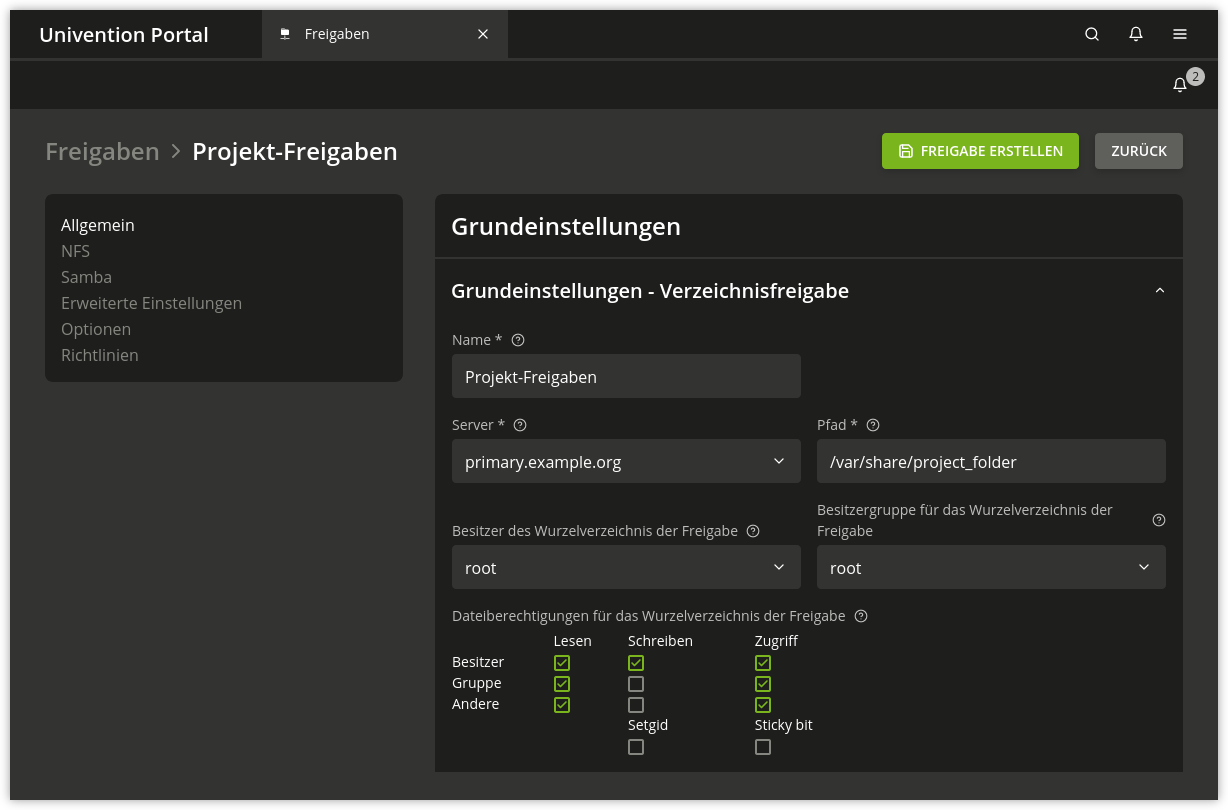 Univention Portal
Freigaben
2
Freigaben > Projekt-Freigaben
FREIGABE ERSTELLEN
ZURÜCK
Allgemein
NFS
Samba
Erweiterte Einstellungen
Optionen
Richtlinien
Grundeinstellungen
Grundeinstellungen - Verzeichnisfreigabe
Name *
Projekt-Freigaben
Server *
primary.example.org
Pfad *
/var/share/project_folder
Besitzer des Wurzelverzeichnis der Freigabe
root
Besitzergruppe für das Wurzelverzeichnis der
Freigabe
root
Dateiberechtigungen für das Wurzelverzeichnis der Freigabe
Lesen Schreiben Zugriff
Besitzer
Gruppe
Andere
Setgid Sticky bit